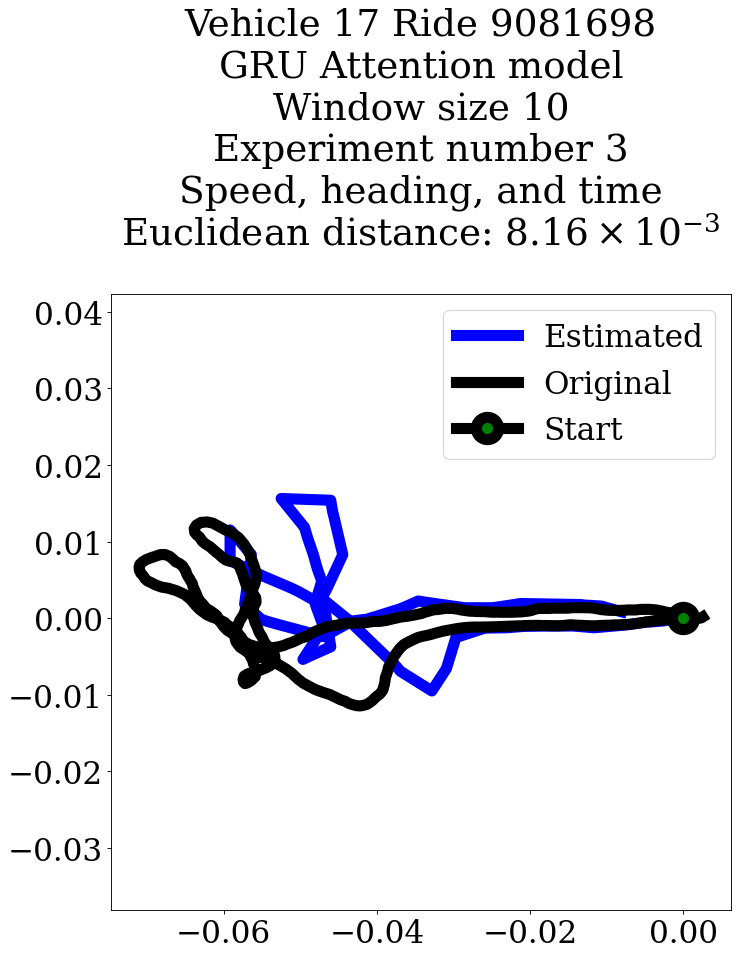 Vehicle 17 Ride 9081698
GRU Attention model
Window size 10
Experiment number 3
Speed, heading, and time
Euclidean distance: 8.16 × 10⁻³
Estimated
Original
Start
0.04
0.03
0.02
0.01
0.00
−0.01
−0.02
−0.03
−0.06 −0.04 −0.02 0.00